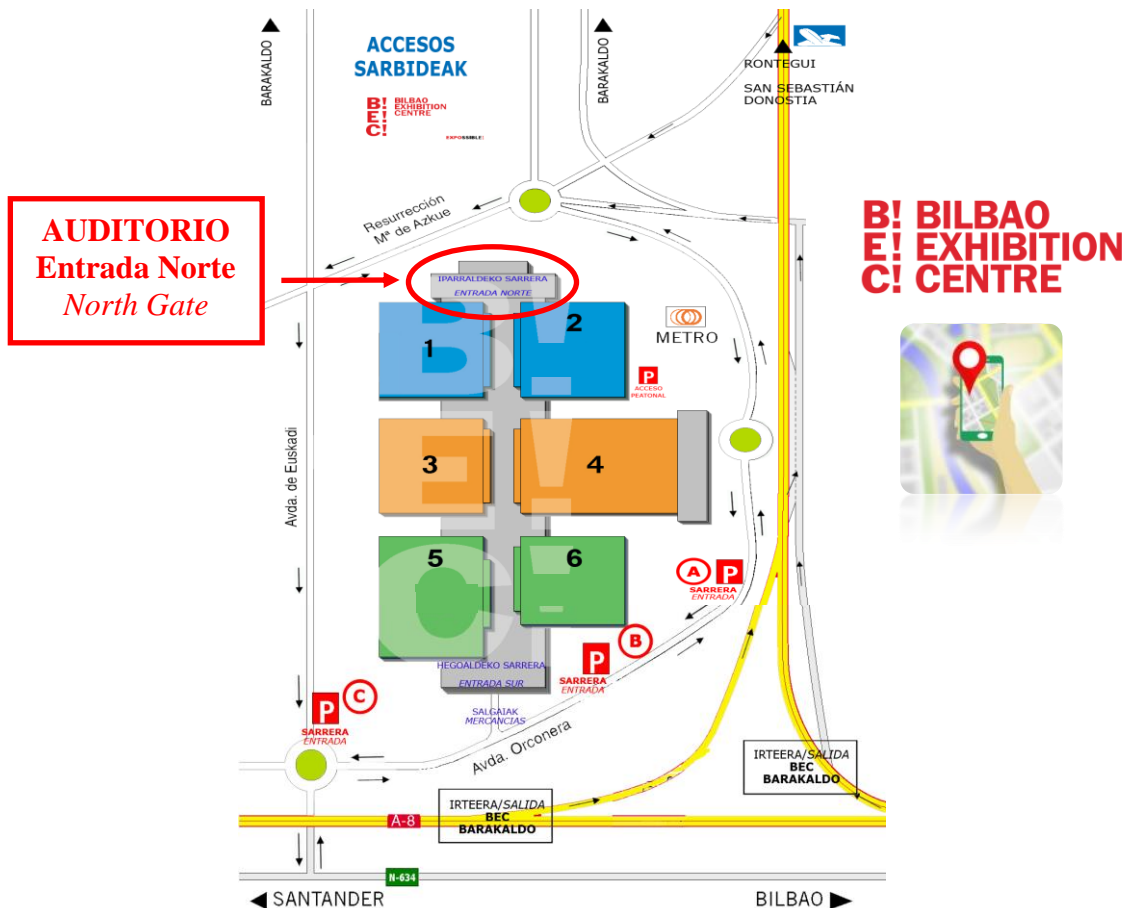 BARAKALDO
ACCESOS
SARBIDEAK
B! BILBAO
E! EXHIBITION
C! CENTRE
EXPOSSIBLE!
BARAKALDO
RONTEGUI
SAN SEBASTIÁN
DONOSTIA
AUDITORIO
Entrada Norte
North Gate
Resurrección
Mª de Azkue
B! BILBAO
E! EXHIBITION
C! CENTRE
IPARRALDEKO SARRERA
ENTRADA NORTE
1
2
METRO
P
ACCESO
PEATONAL
B!
E!
C!
Avda. de Euskadi
3
4
5
6
A P
SARRERA
ENTRADA
B
P
SARRERA
ENTRADA
HEGOALDEKO SARRERA
ENTRADA SUR
C
P
SARRERA
ENTRADA
SALGAIAK
MERCANCIAS
Avda. Orconera
IRTEERA/SALIDA
BEC
BARAKALDO
IRTEERA/SALIDA
BEC
BARAKALDO
A-8
N-634
SANTANDER
BILBAO